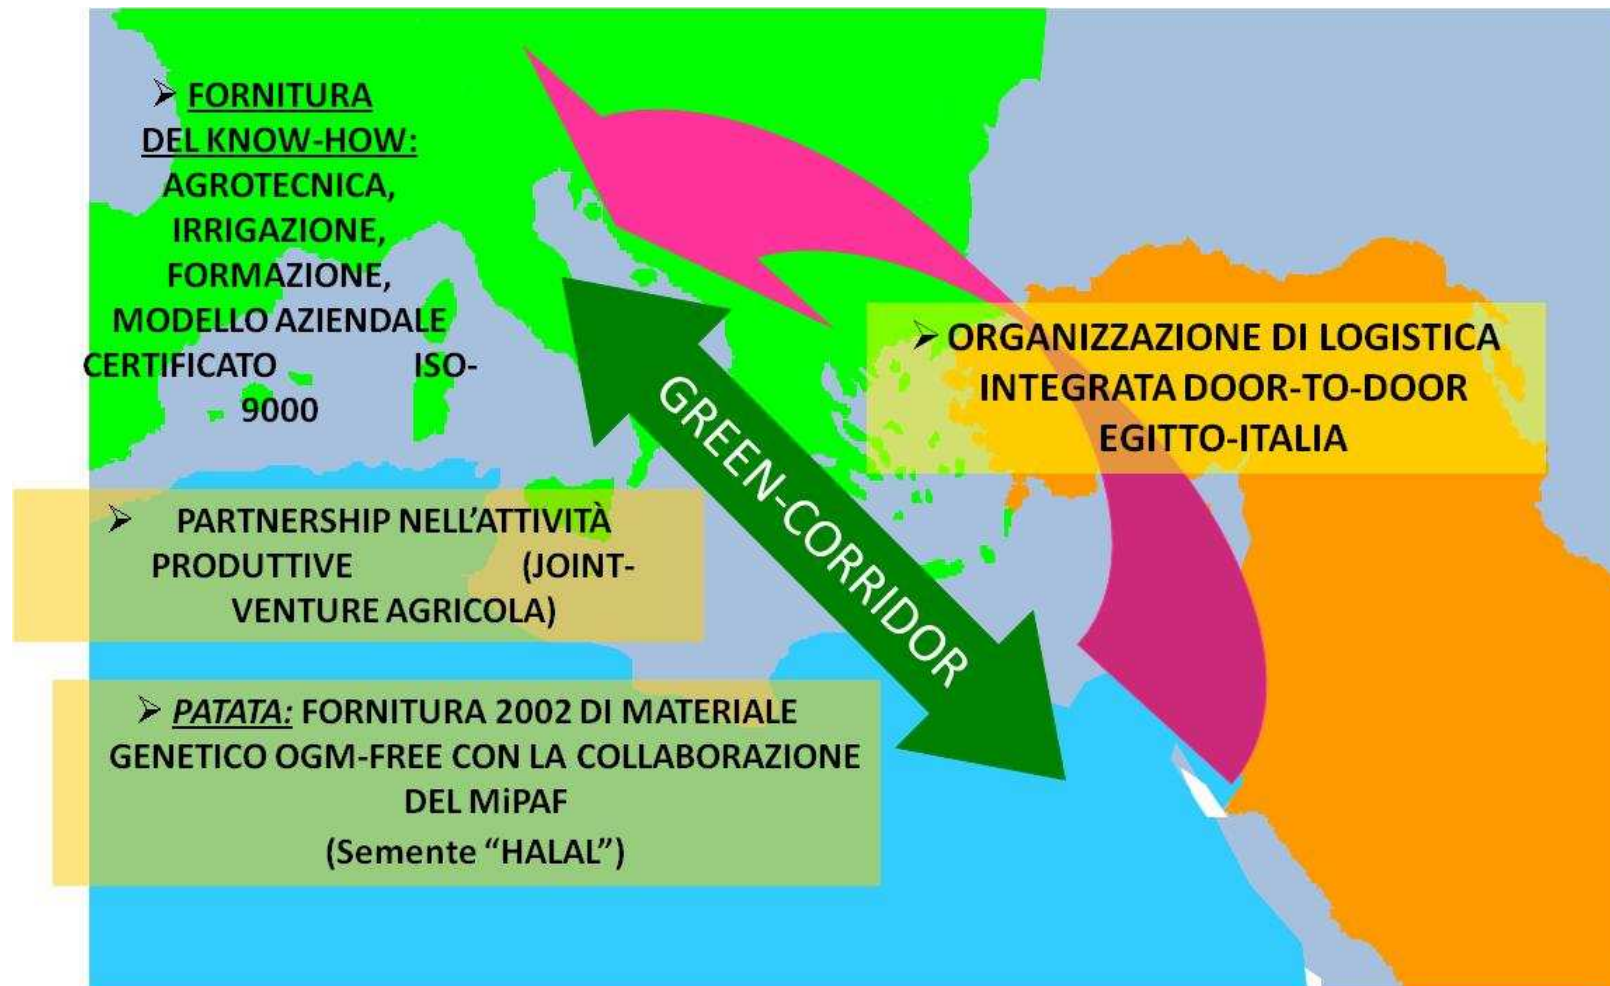 ➢ FORNITURA
DEL KNOW-HOW:
AGROTECNICA,
IRRIGAZIONE,
FORMAZIONE,
MODELLO AZIENDALE
CERTIFICATO ISO-
9000
➢ ORGANIZZAZIONE DI LOGISTICA
INTEGRATA DOOR-TO-DOOR
EGITTO-ITALIA
GREEN-CORRIDOR
➢ PARTNERSHIP NELL’ATTIVITÀ
PRODUTTIVE (JOINT-
VENTURE AGRICOLA)
➢ PATATA: FORNITURA 2002 DI MATERIALE
GENETICO OGM-FREE CON LA COLLABORAZIONE
DEL MiPAF
(Semente “HALAL”)